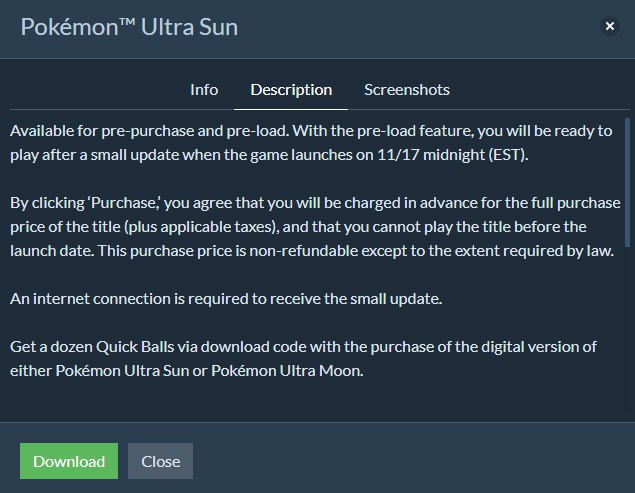 Pokémon™ Ultra Sun
Info Description Screenshots
Available for pre-purchase and pre-load. With the pre-load feature, you will be ready to
play after a small update when the game launches on 11/17 midnight (EST).
By clicking ‘Purchase,’ you agree that you will be charged in advance for the full purchase
price of the title (plus applicable taxes), and that you cannot play the title before the
launch date. This purchase price is non-refundable except to the extent required by law.
An internet connection is required to receive the small update.
Get a dozen Quick Balls via download code with the purchase of the digital version of
either Pokémon Ultra Sun or Pokémon Ultra Moon.
Download Close